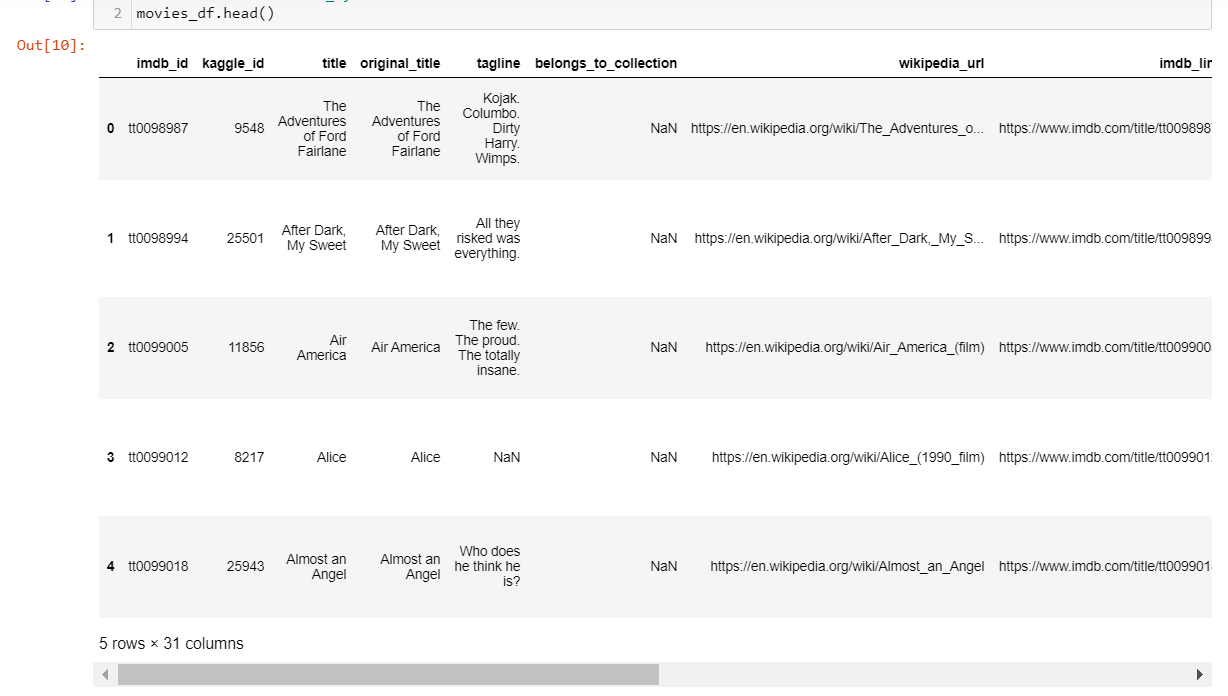 2 movies_df.head()
Out[10]:
imdb_id kaggle_id title original_title tagline belongs_to_collection wikipedia_url imdb_lin
0 tt0098987 9548 The Adventures of Ford Fairlane The Adventures of Ford Fairlane Kojak. Columbo. Dirty Harry. Wimps. NaN https://en.wikipedia.org/wiki/The_Adventures_o... https://www.imdb.com/title/tt009898
1 tt0098994 25501 After Dark, My Sweet After Dark, My Sweet All they risked was everything. NaN https://en.wikipedia.org/wiki/After_Dark,_My_S... https://www.imdb.com/title/tt009899
2 tt0099005 11856 Air America Air America The few. The proud. The totally insane. NaN https://en.wikipedia.org/wiki/Air_America_(film) https://www.imdb.com/title/tt009900
3 tt0099012 8217 Alice Alice NaN NaN https://en.wikipedia.org/wiki/Alice_(1990_film) https://www.imdb.com/title/tt009901
4 tt0099018 25943 Almost an Angel Almost an Angel Who does he think he is? NaN https://en.wikipedia.org/wiki/Almost_an_Angel https://www.imdb.com/title/tt009901
5 rows × 31 columns